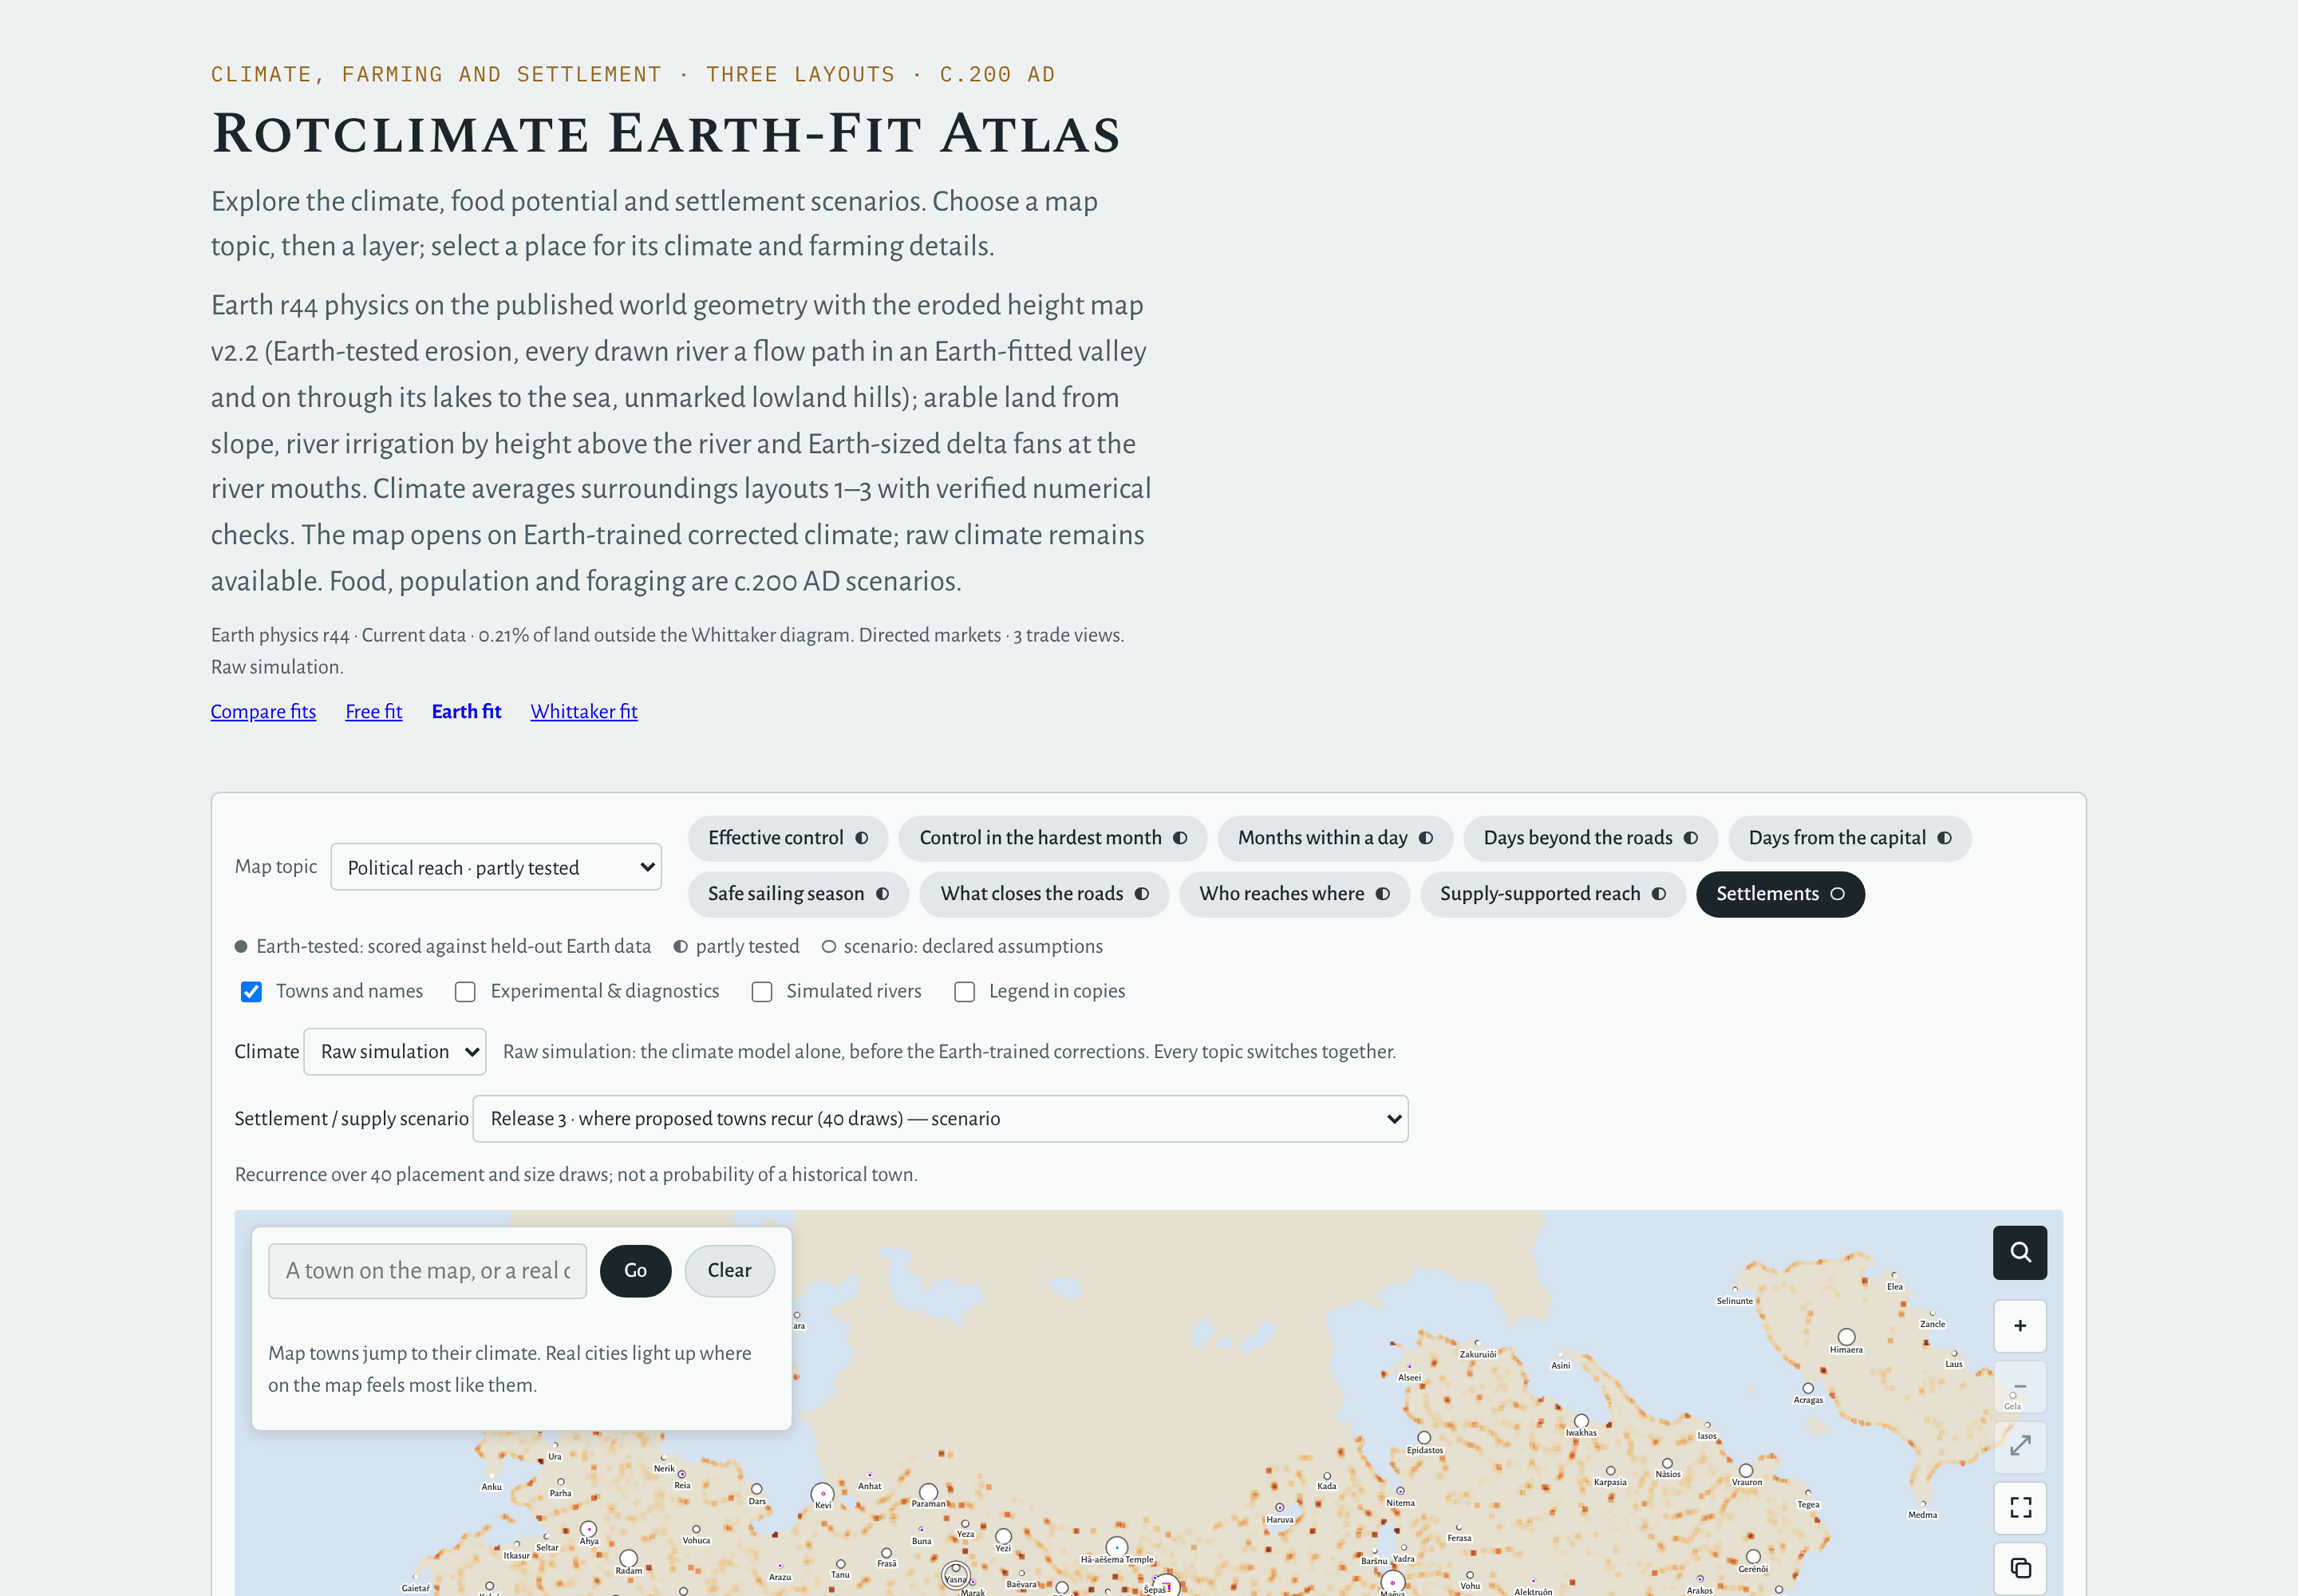 CLIMATE, FARMING AND SETTLEMENT · THREE LAYOUTS · C.200 AD
Rotclimate Earth-Fit Atlas
Explore the climate, food potential and settlement scenarios. Choose a map
topic, then a layer; select a place for its climate and farming details.
Earth r44 physics on the published world geometry with the eroded height map
v2.2 (Earth-tested erosion, every drawn river a flow path in an Earth-fitted valley
and on through its lakes to the sea, unmarked lowland hills); arable land from
slope, river irrigation by height above the river and Earth-sized delta fans at the
river mouths. Climate averages surroundings layouts 1–3 with verified numerical
checks. The map opens on Earth-trained corrected climate; raw climate remains
available. Food, population and foraging are c.200 AD scenarios.
Earth physics r44 · Current data · 0.21% of land outside the Whittaker diagram. Directed markets · 3 trade views.
Raw simulation.
Compare fits Free fit Earth fit Whittaker fit
Map topic Political reach · partly tested
Effective control Control in the hardest month Months within a day Days beyond the roads Days from the capital
Safe sailing season What closes the roads Who reaches where Supply-supported reach Settlements
Earth-tested: scored against held-out Earth data partly tested scenario: declared assumptions
Towns and names Experimental & diagnostics Simulated rivers Legend in copies
Climate Raw simulation Raw simulation: the climate model alone, before the Earth-trained corrections. Every topic switches together.
Settlement / supply scenario Release 3 · where proposed towns recur (40 draws) — scenario
Recurrence over 40 placement and size draws; not a probability of a historical town.
A town on the map, or a real c Go Clear
Map towns jump to their climate. Real cities light up where
on the map feels most like them.
ara
Elea
Selinunte
Zancle
+
Himaera
Zakuruiôi
Asini
Laus
Alseei
−
Acragas
Gela
Iwakhas
Iasos
Epidastos
Ura
Nerik
Nàsios
Karpasia
Vrauron
Anku
Parha
Reia
Anhat
Kada
Dars
Kevi
Paraman
Nitema
Tegea
Medma
Haruva
Yeza
Ferasa
Ahya
Vohuca
Buna
Seltar
Itkasur
Yezi
Hā-aēšema Temple
Baršnu
Yadra
Frasā
Gerénôi
Radam
Arazu
Tanu
Yasna
Baēvara
Vohu
Gaietaf
Marak
Šepaš
Alektruôn
Arakos